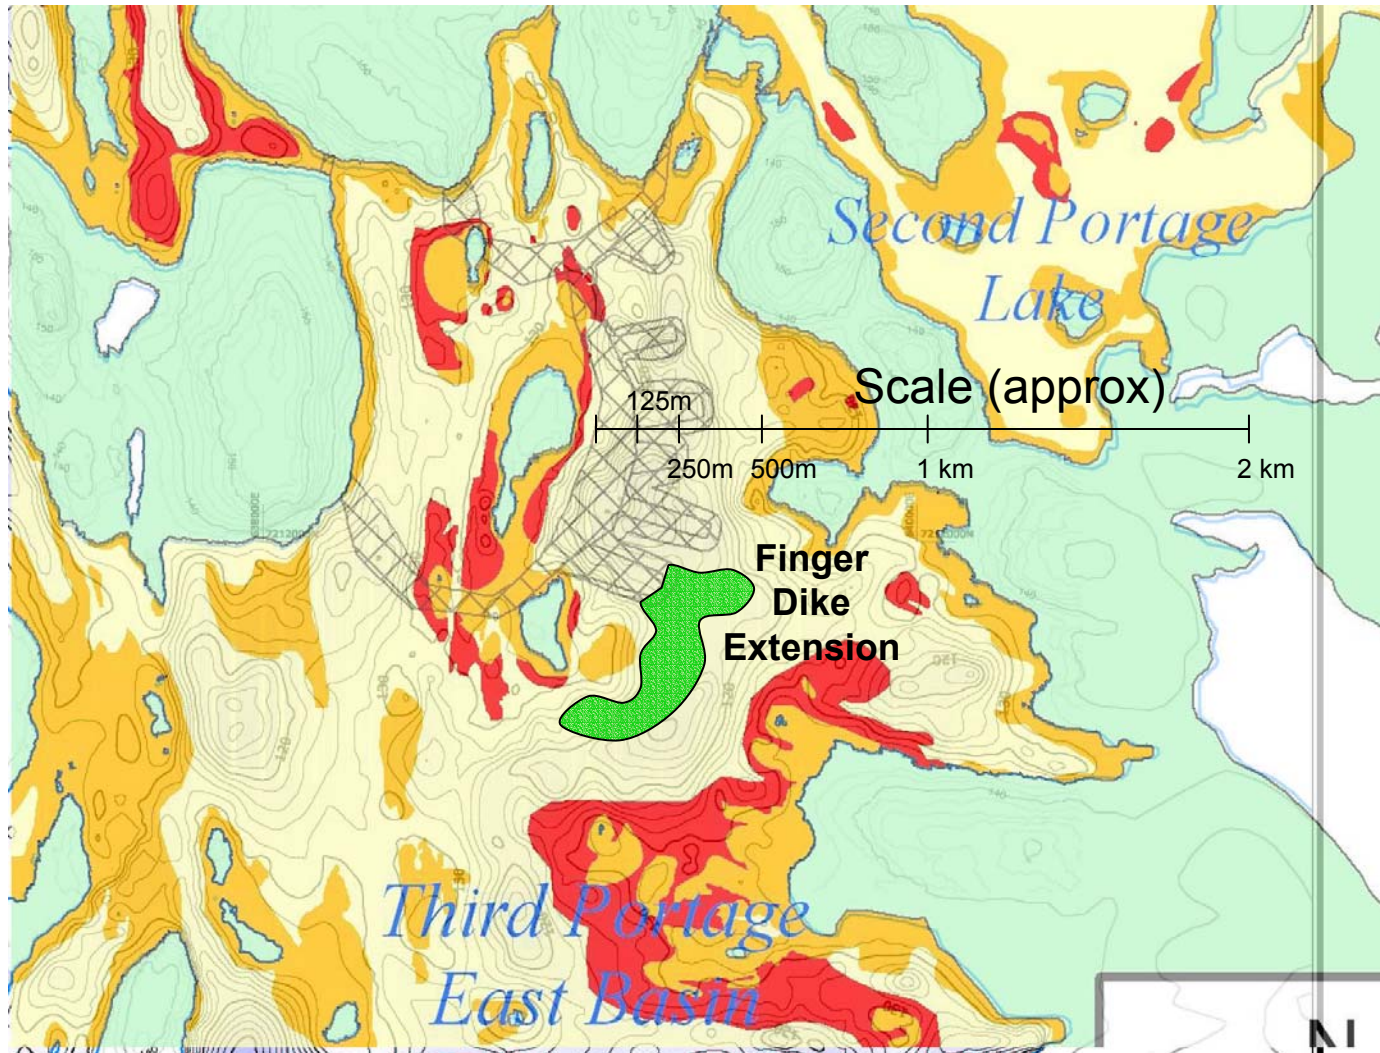 Second Portage
Lake
Scale (approx)
125m
250m 500m 1 km 2 km
Finger
Dike
Extension
Third Portage
East Basin
N